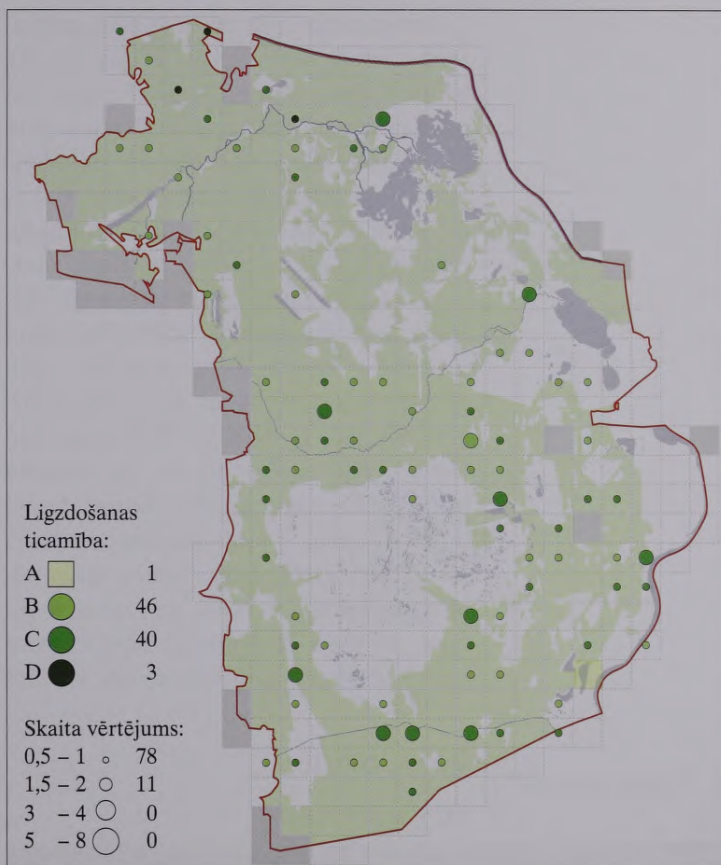 Ligzdošanas
ticamība:
A 1
B 46
C 40
D 3
Skaita vērtējums:
0,5 – 1 78
1,5 – 2 11
3 – 4 0
5 – 8 0